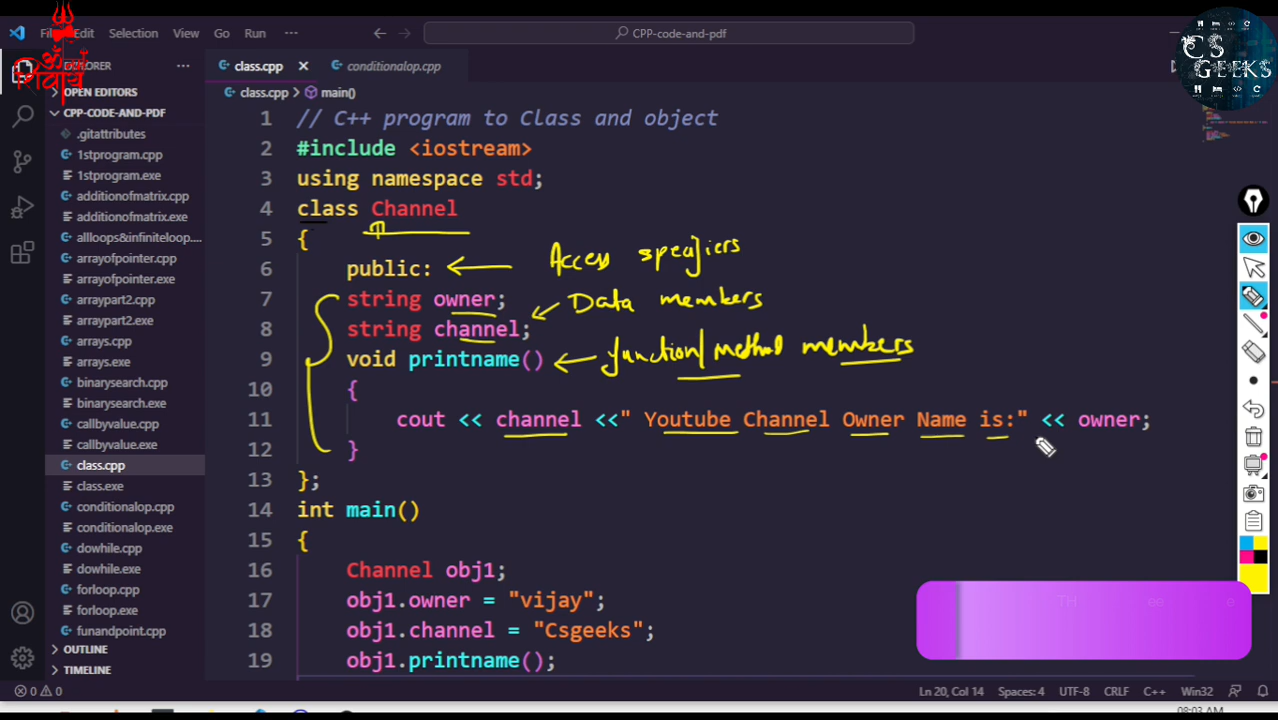 ॐ
शिवाय
File Edit Selection View Go Run ···
CPP-code-and-pdf
CS
GEEKS
EXPLORER ···
OPEN EDITORS
CPP-CODE-AND-PDF
.gitattributes
1stprogram.cpp
1stprogram.exe
additionofmatrix.cpp
additionofmatrix.exe
allloops&infiniteloop....
arrayofpointer.cpp
arrayofpointer.exe
arraypart2.cpp
arraypart2.exe
arrays.cpp
arrays.exe
binarysearch.cpp
binarysearch.exe
callbyvalue.cpp
callbyvalue.exe
class.cpp
class.exe
conditionalop.cpp
conditionalop.exe
dowhile.cpp
dowhile.exe
forloop.cpp
forloop.exe
funandpoint.cpp
OUTLINE
TIMELINE
class.cpp conditionalop.cpp
class.cpp > main()
1 // C++ program to Class and object
2 #include <iostream>
3 using namespace std;
4 class Channel
5 {
6 public: Access specifiers
7 string owner; Data members
8 string channel;
9 void printname() function/method members
10 {
11 cout << channel <<" Youtube Channel Owner Name is:" << owner;
12 }
13 };
14 int main()
15 {
16 Channel obj1;
17 obj1.owner = "vijay";
18 obj1.channel = "Csgeeks";
19 obj1.printname();
0 0 Ln 20, Col 14 Spaces: 4 UTF-8 CRLF C++ Win32
08:03 AM